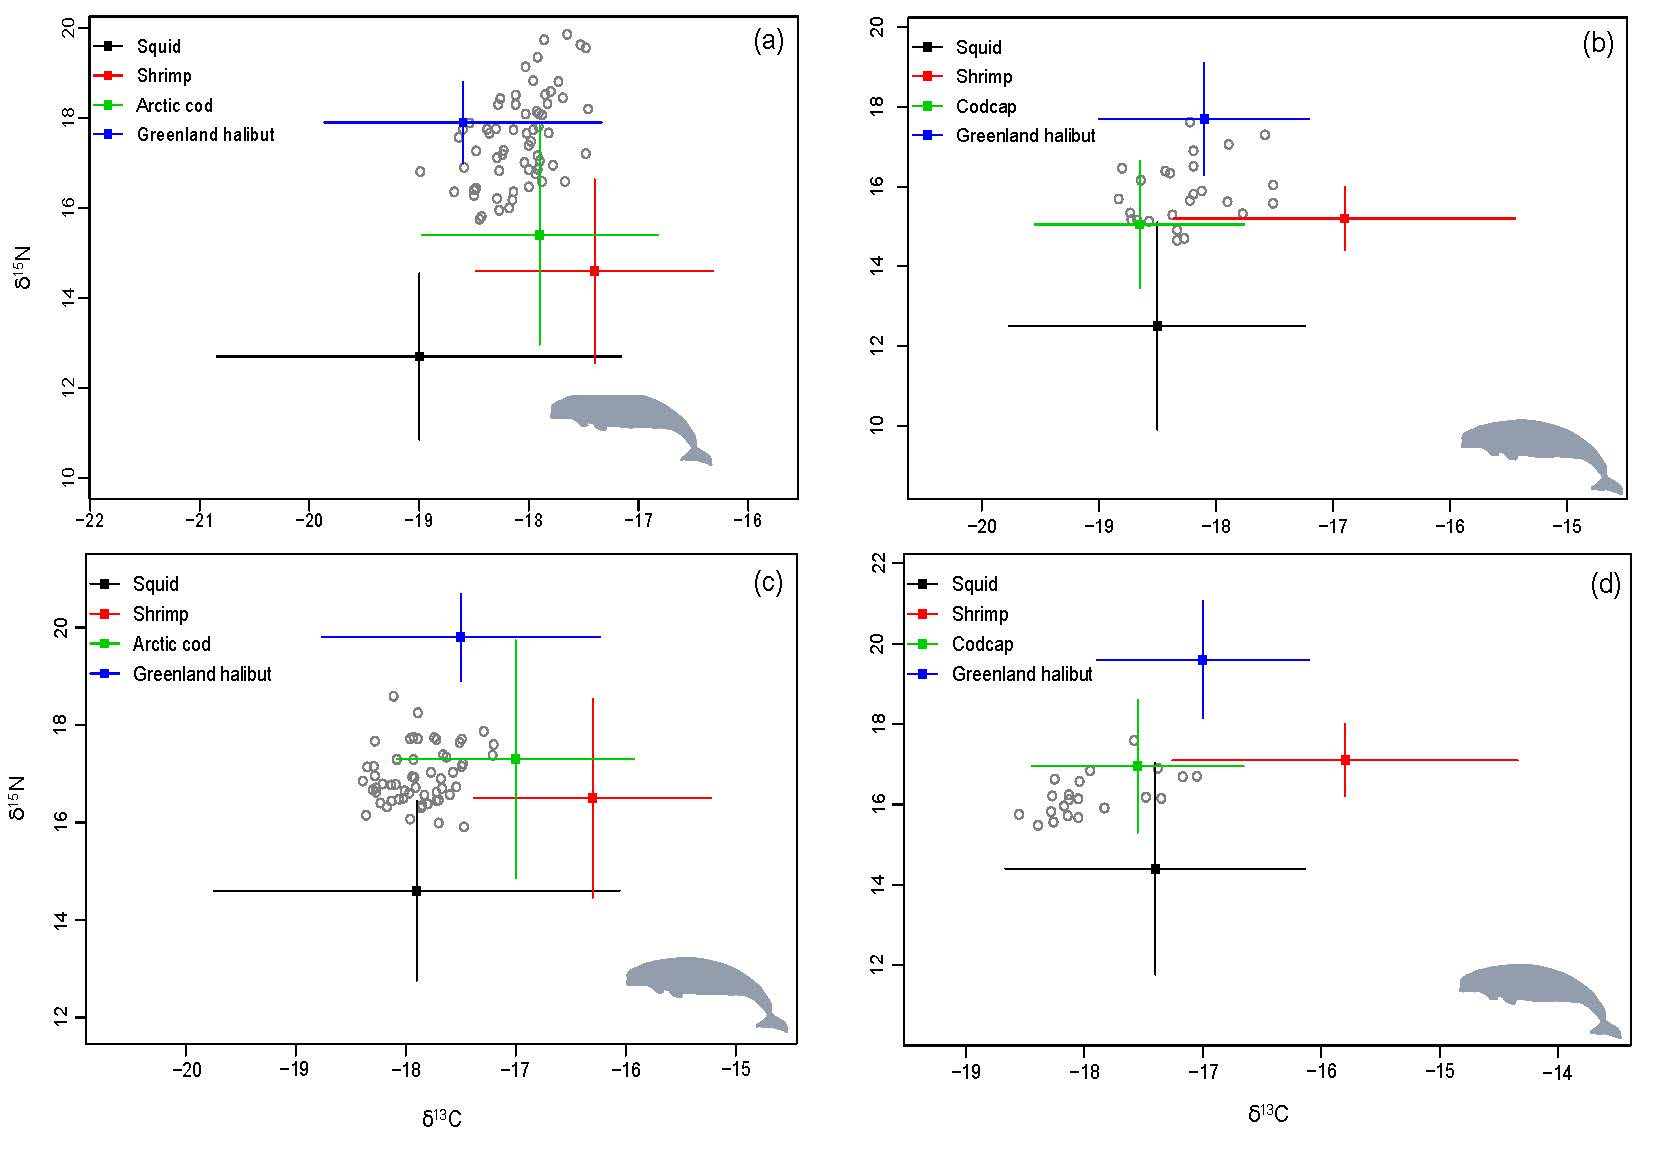 (a)
Squid
Shrimp
Arctic cod
Greenland halibut
20
18
16
14
12
10
δ15N
−22 −21 −20 −19 −18 −17 −16
(b)
Squid
Shrimp
Codcap
Greenland halibut
20
18
16
14
12
10
−20 −19 −18 −17 −16 −15
(c)
Squid
Shrimp
Arctic cod
Greenland halibut
20
18
16
14
12
δ15N
−20 −19 −18 −17 −16 −15
δ13C
(d)
Squid
Shrimp
Codcap
Greenland halibut
22
20
18
16
14
12
−19 −18 −17 −16 −15 −14
δ13C